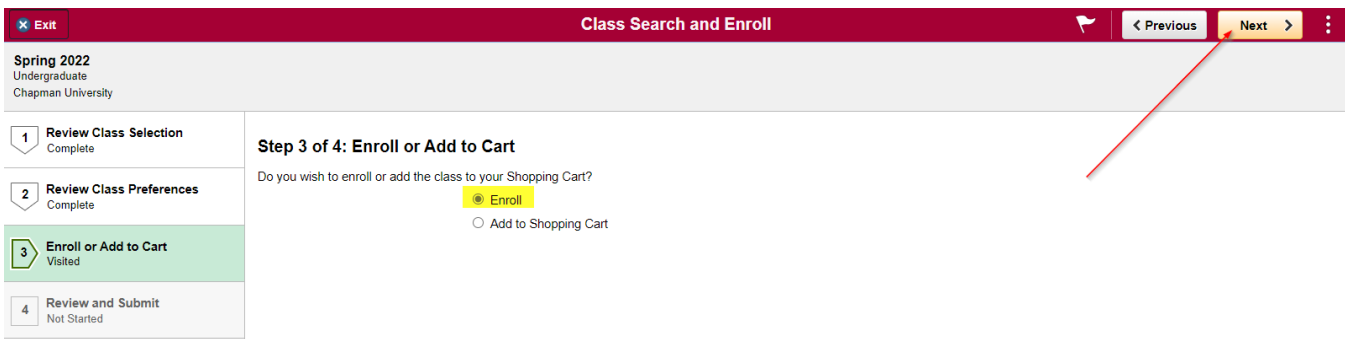 Exit
Class Search and Enroll
Previous
Next
Spring 2022
Undergraduate
Chapman University
1
Review Class Selection
Complete
2
Review Class Preferences
Complete
3
Enroll or Add to Cart
Visited
4
Review and Submit
Not Started
Step 3 of 4: Enroll or Add to Cart
Do you wish to enroll or add the class to your Shopping Cart?
Enroll
Add to Shopping Cart